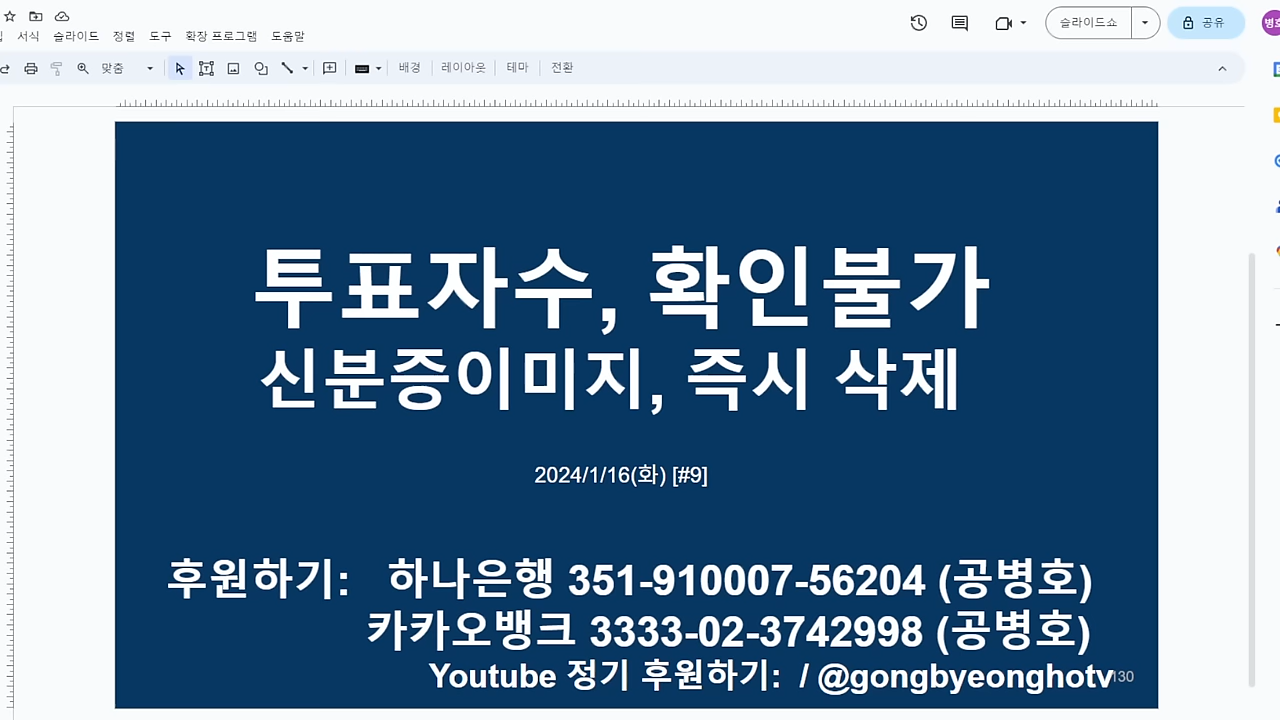 서식 슬라이드 정렬 도구 확장 프로그램 도움말
슬라이드쇼
공유
병호
맞춤
배경 레이아웃 테마 전환
투표자수, 확인불가
신분증이미지, 즉시 삭제
2024/1/16(화) [#9]
후원하기: 하나은행 351-910007-56204 (공병호)
카카오뱅크 3333-02-3742998 (공병호)
Youtube 정기 후원하기: / @gongbyeonghotv
130